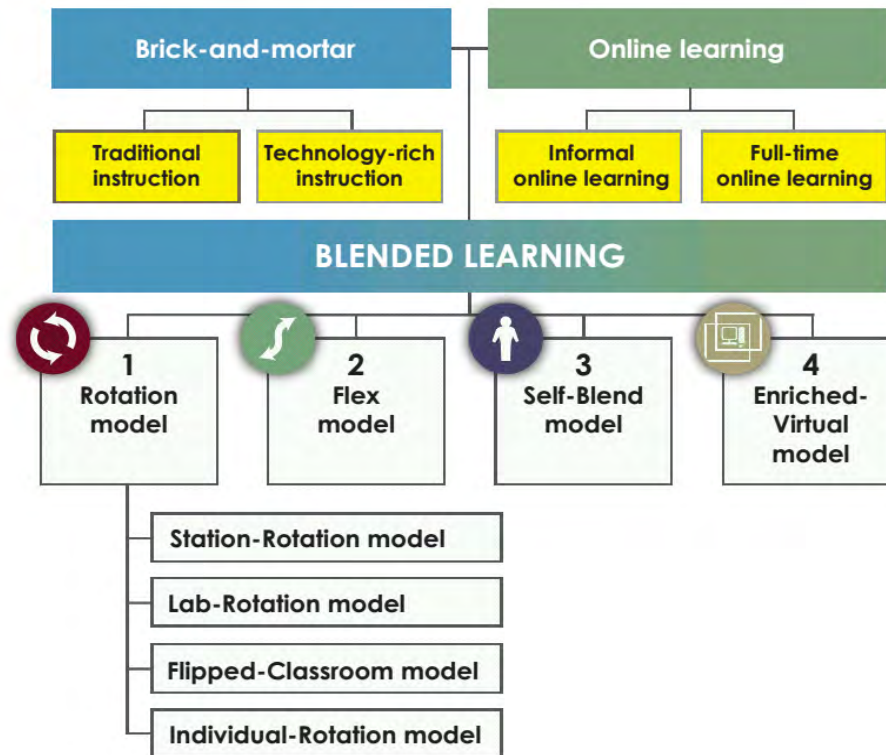 Brick-and-mortar
Online learning
Traditional
instruction
Technology-rich
instruction
Informal
online learning
Full-time
online learning
BLENDED LEARNING
1
Rotation
model
2
Flex
model
3
Self-Blend
model
4
Enriched-
Virtual
model
Station-Rotation model
Lab-Rotation model
Flipped-Classroom model
Individual-Rotation model